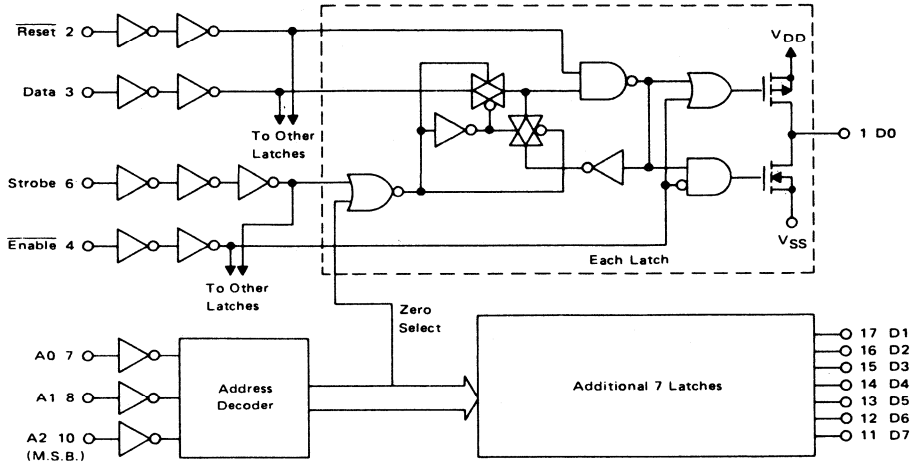 Reset 2
Data 3
To Other
Latches
Strobe 6
Enable 4
To Other
Latches
VDD
1 D0
VSS
Each Latch
Zero
Select
A0 7
A1 8
A2 10
(M.S.B.)
Address
Decoder
Additional 7 Latches
17 D1
16 D2
15 D3
14 D4
13 D5
12 D6
11 D7